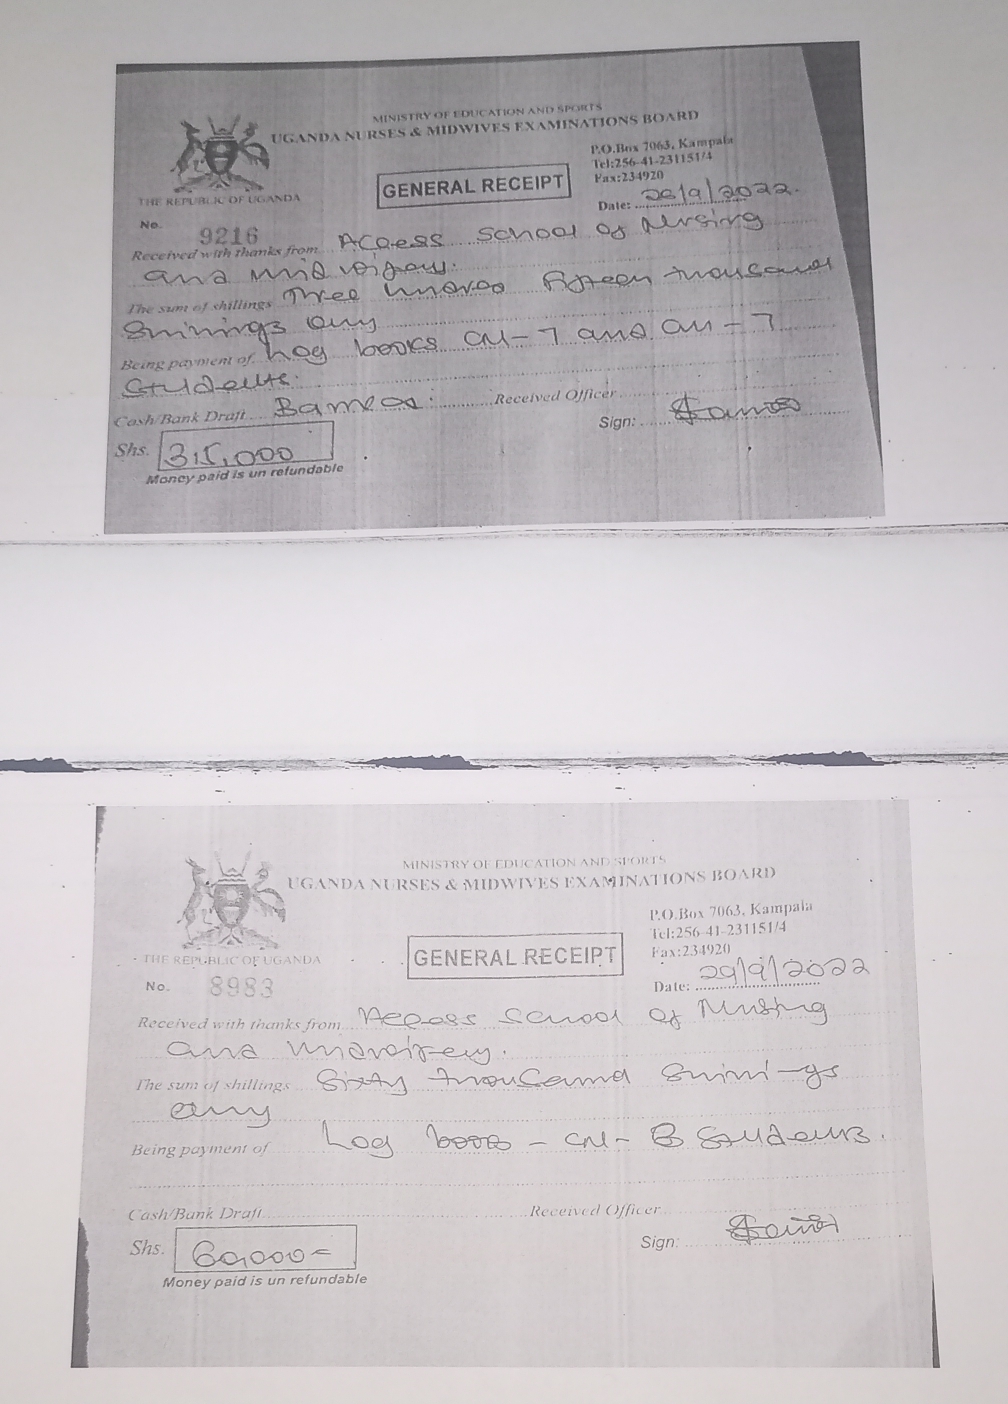 MINISTRY OF EDUCATION AND SPORTS
UGANDA NURSES & MIDWIVES EXAMINATIONS BOARD
P.O.Box 7063, Kampala
Tel:256-41-231151/4
Fax:234920
GENERAL RECEIPT
THE REPUBLIC OF UGANDA
Date: 26/9/2022.
No. 9216
Received with thanks from Access School of Nursing
and midwifery.
The sum of shillings Three hundred fifteen thousand
Shillings only
Being payment of Log books CN-7 and CM-7
Students.
Cash/Bank Draft Received Officer
Sign:
Shs. 315,000
Money paid is un refundable
MINISTRY OF EDUCATION AND SPORTS
UGANDA NURSES & MIDWIVES EXAMINATIONS BOARD
P.O.Box 7063, Kampala
Tel:256-41-231151/4
Fax:234920
GENERAL RECEIPT
THE REPUBLIC OF UGANDA
Date: 29/9/2022
No. 8983
Received with thanks from Access School of Nursing
and midwifery.
The sum of shillings Sixty thousand Shillings
only
Being payment of Log books - CN - 3 Students.
Cash/Bank Draft Received Officer
Sign:
Shs. 60,000=
Money paid is un refundable